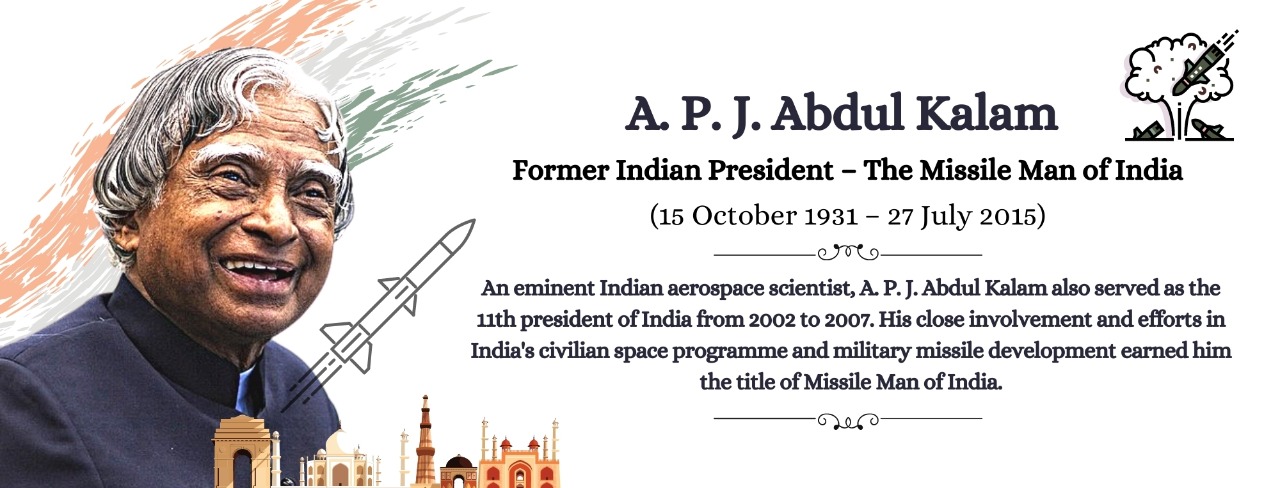 A. P. J. Abdul Kalam
Former Indian President – The Missile Man of India
(15 October 1931 – 27 July 2015)
An eminent Indian aerospace scientist, A. P. J. Abdul Kalam also served as the
11th president of India from 2002 to 2007. His close involvement and efforts in
India's civilian space programme and military missile development earned him
the title of Missile Man of India.